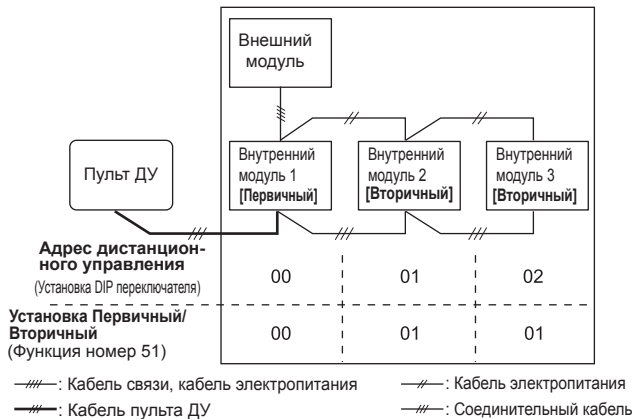 Внешний
модуль
Пульт ДУ
Внутренний
модуль 1
[Первичный]
Внутренний
модуль 2
[Вторичный]
Внутренний
модуль 3
[Вторичный]
Адрес дистанцион-
ного управления
(Установка DIP переключателя)
00
01
02
Установка Первичный/
Вторичный
(Функция номер 51)
00
01
01
: Кабель связи, кабель электропитания
: Кабель электропитания
: Кабель пульта ДУ
: Соединительный кабель